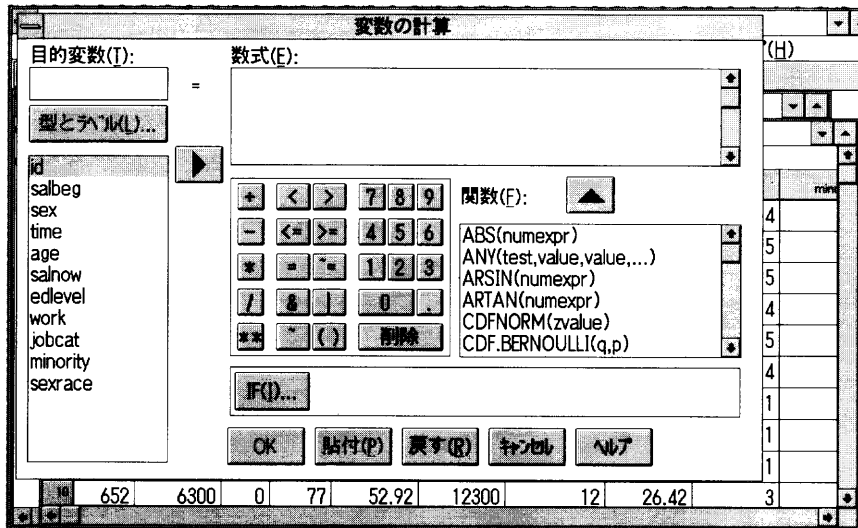 変数の計算
(H)
目的変数(T):
数式(E):
=
型とラベル(L)...
id
salbeg
sex
time
age
salnow
edlevel
work
jobcat
minority
sexrace
+ < > 7 8 9
- <= >= 4 5 6
* = ~= 1 2 3
/ & | 0 .
** ~ ( ) 削除
関数(F):
ABS(numexpr)
ANY(test,value,value,...)
ARSIN(numexpr)
ARTAN(numexpr)
CDFNORM(zvalue)
CDF.BERNOULLI(q,p)
IF(I)...
OK 貼付(P) 戻す(R) キャンセル ヘルプ
4
5
5
4
5
4
1
1
1
10 652 6300 0 77 52.92 12300 12 26.42 3